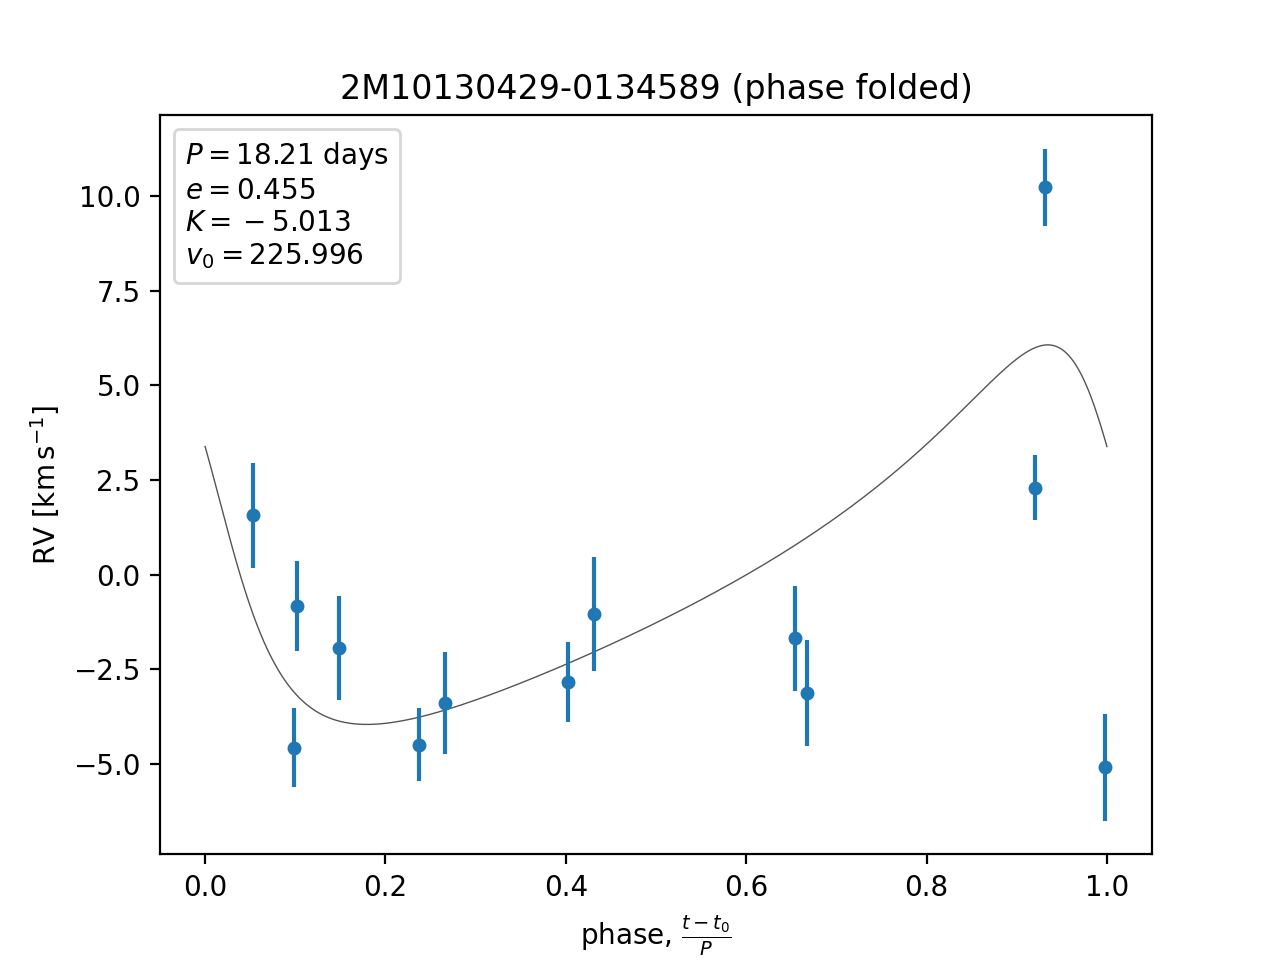 2M10130429-0134589 (phase folded)
P = 18.21 days
e = 0.455
K = −5.013
v₀ = 225.996
10.0
7.5
5.0
2.5
0.0
−2.5
−5.0
RV [km s⁻¹]
0.0 0.2 0.4 0.6 0.8 1.0
phase, (t − t₀)/P